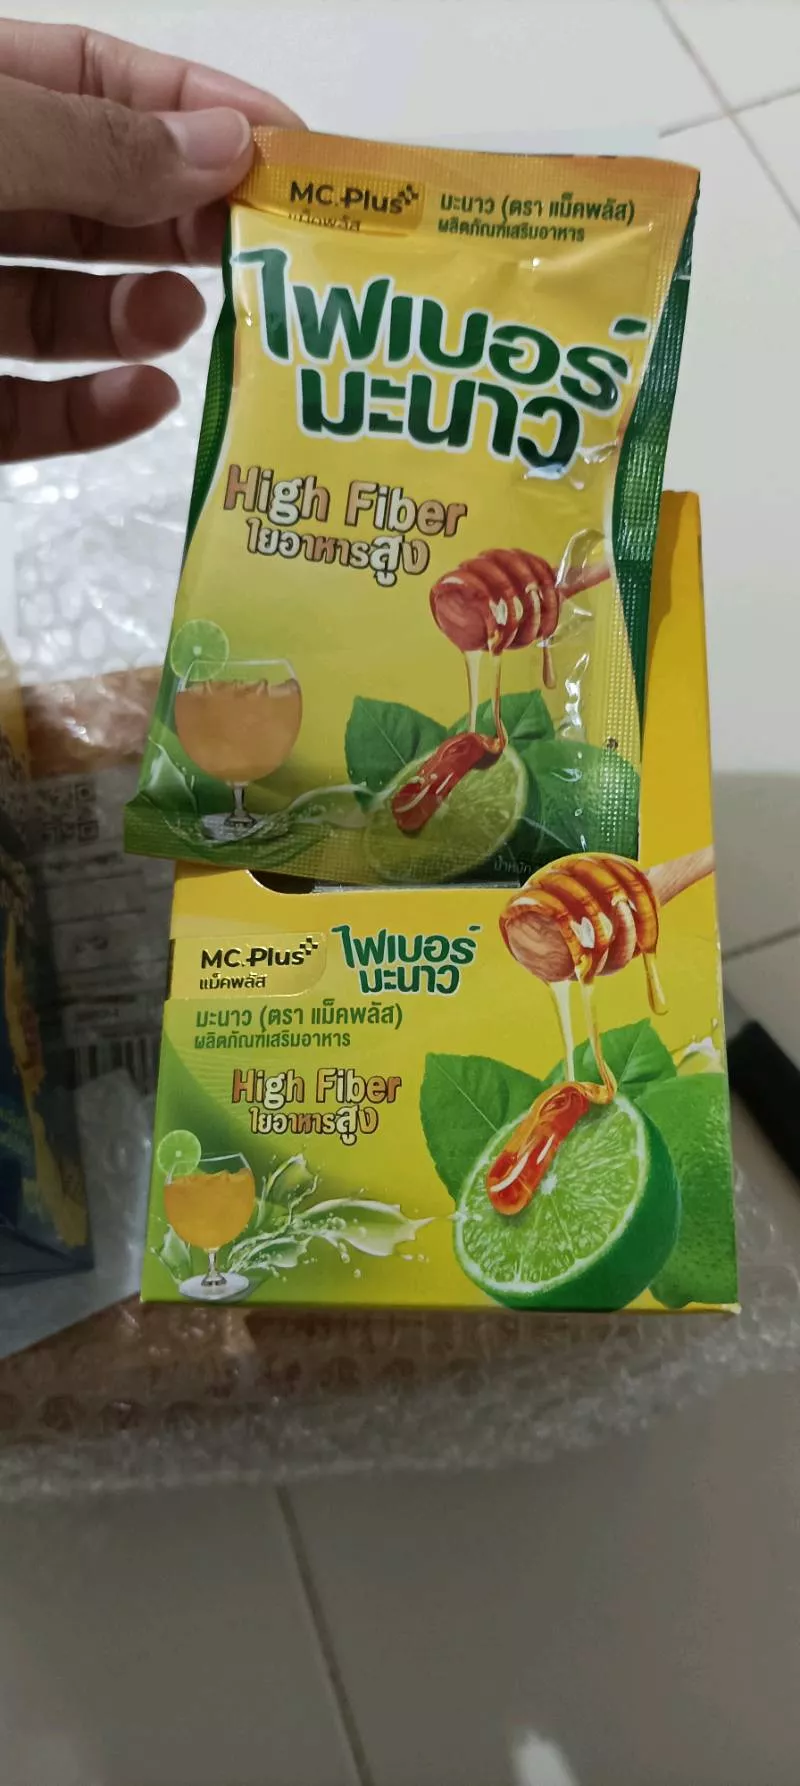 MC.Plus
แม็คพลัส
มะนาว (ตรา แม็คพลัส)
ผลิตภัณฑ์เสริมอาหาร
ไฟเบอร์
มะนาว
High Fiber
ใยอาหารสูง
น้ำหนัก
MC.Plus
แม็คพลัส
ไฟเบอร์
มะนาว
มะนาว (ตรา แม็คพลัส)
ผลิตภัณฑ์เสริมอาหาร
High Fiber
ใยอาหารสูง